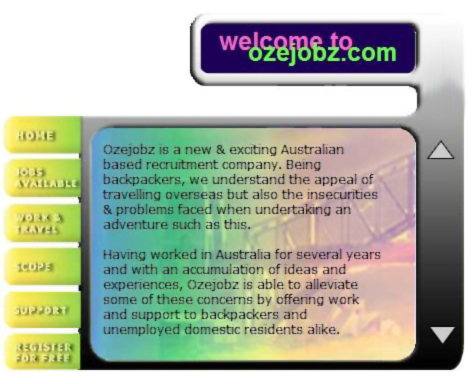 welcome to
ozejobz.com
HOME
JOBS
AVAILABLE
WORK &
TRAVEL
SCOPE
SUPPORT
REGISTER
FOR FREE
Ozejobz is a new & exciting Australian
based recruitment company. Being
backpackers, we understand the appeal of
travelling overseas but also the insecurities
& problems faced when undertaking an
adventure such as this.
Having worked in Australia for several years
and with an accumulation of ideas and
experiences, Ozejobz is able to alleviate
some of these concerns by offering work
and support to backpackers and
unemployed domestic residents alike.